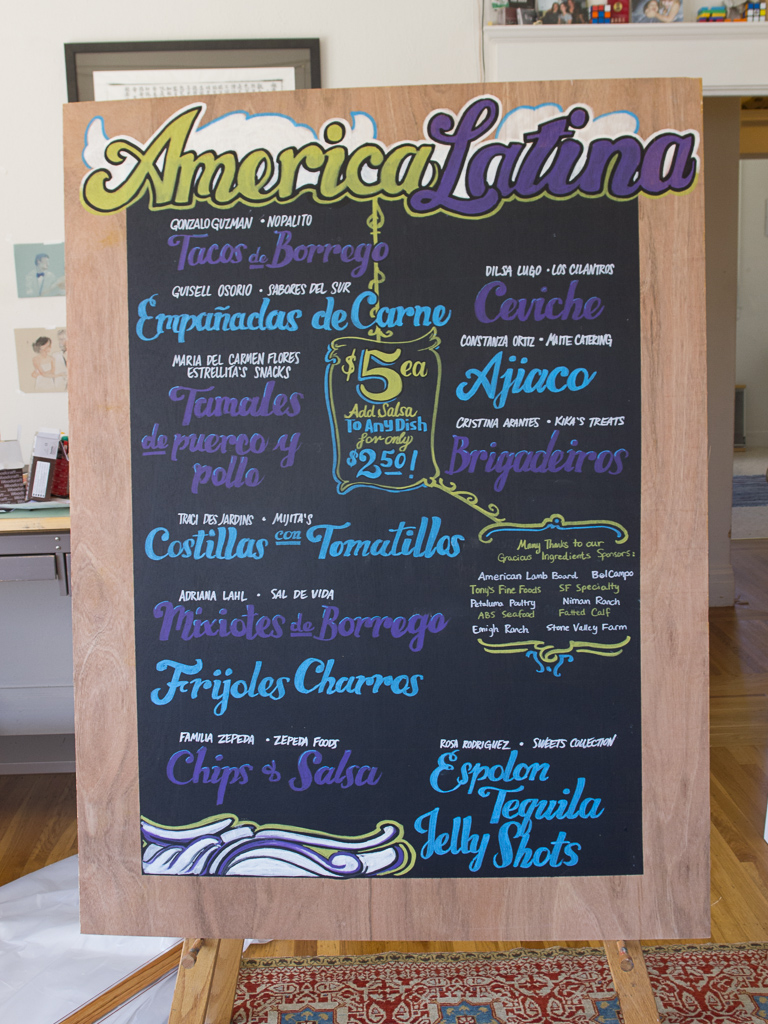 America Latina
GONZALO GUZMAN • NOPALITO
Tacos de Borrego
GUISELL OSORIO • SABORES DEL SUR
Empañadas de Carne
MARIA DEL CARMEN FLORES
ESTRELLITA'S SNACKS
Tamales
de puerco y
pollo
TRACI DES JARDINS • MIJITA'S
Costillas con Tomatillos
ADRIANA LAHL • SAL DE VIDA
Mixiotes de Borrego
Frijoles Charros
FAMILIA ZEPEDA • ZEPEDA FOODS
Chips & Salsa
$5 ea
Add Salsa
To Any Dish
for only
$2.50!
DILSA LUGO • LOS CILANTROS
Ceviche
CONSTANZA ORTIZ • MAITE CATERING
Ajiaco
CRISTINA ARANTES • KIKA'S TREATS
Brigadeiros
Many Thanks to our
Gracious Ingredients Sponsors:
American Lamb Board BelCampo
Tony's Fine Foods SF Specialty
Petaluma Poultry Niman Ranch
ABS Seafood Fatted Calf
Emigh Ranch Stone Valley Farm
ROSA RODRIGUEZ • SWEETS COLLECTION
Espolon
Tequila
Jelly Shots